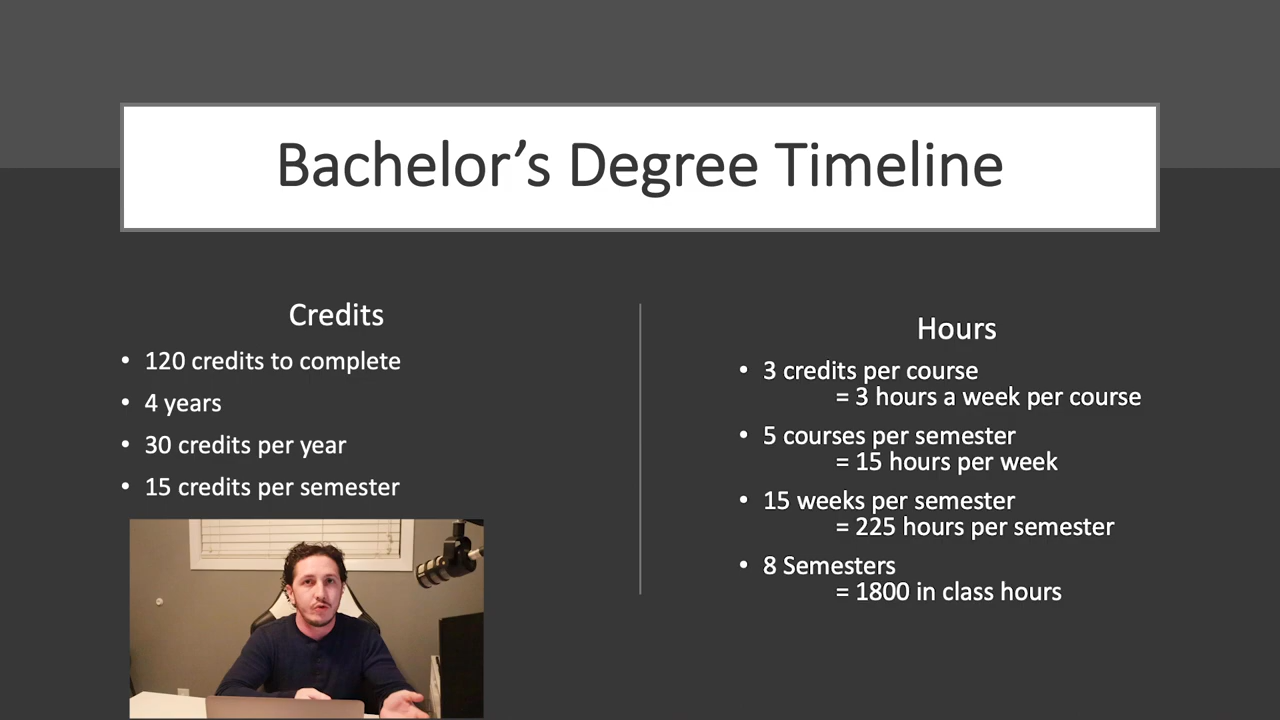 Bachelor’s Degree Timeline
Credits
• 120 credits to complete
• 4 years
• 30 credits per year
• 15 credits per semester
Hours
• 3 credits per course
= 3 hours a week per course
• 5 courses per semester
= 15 hours per week
• 15 weeks per semester
= 225 hours per semester
• 8 Semesters
= 1800 in class hours